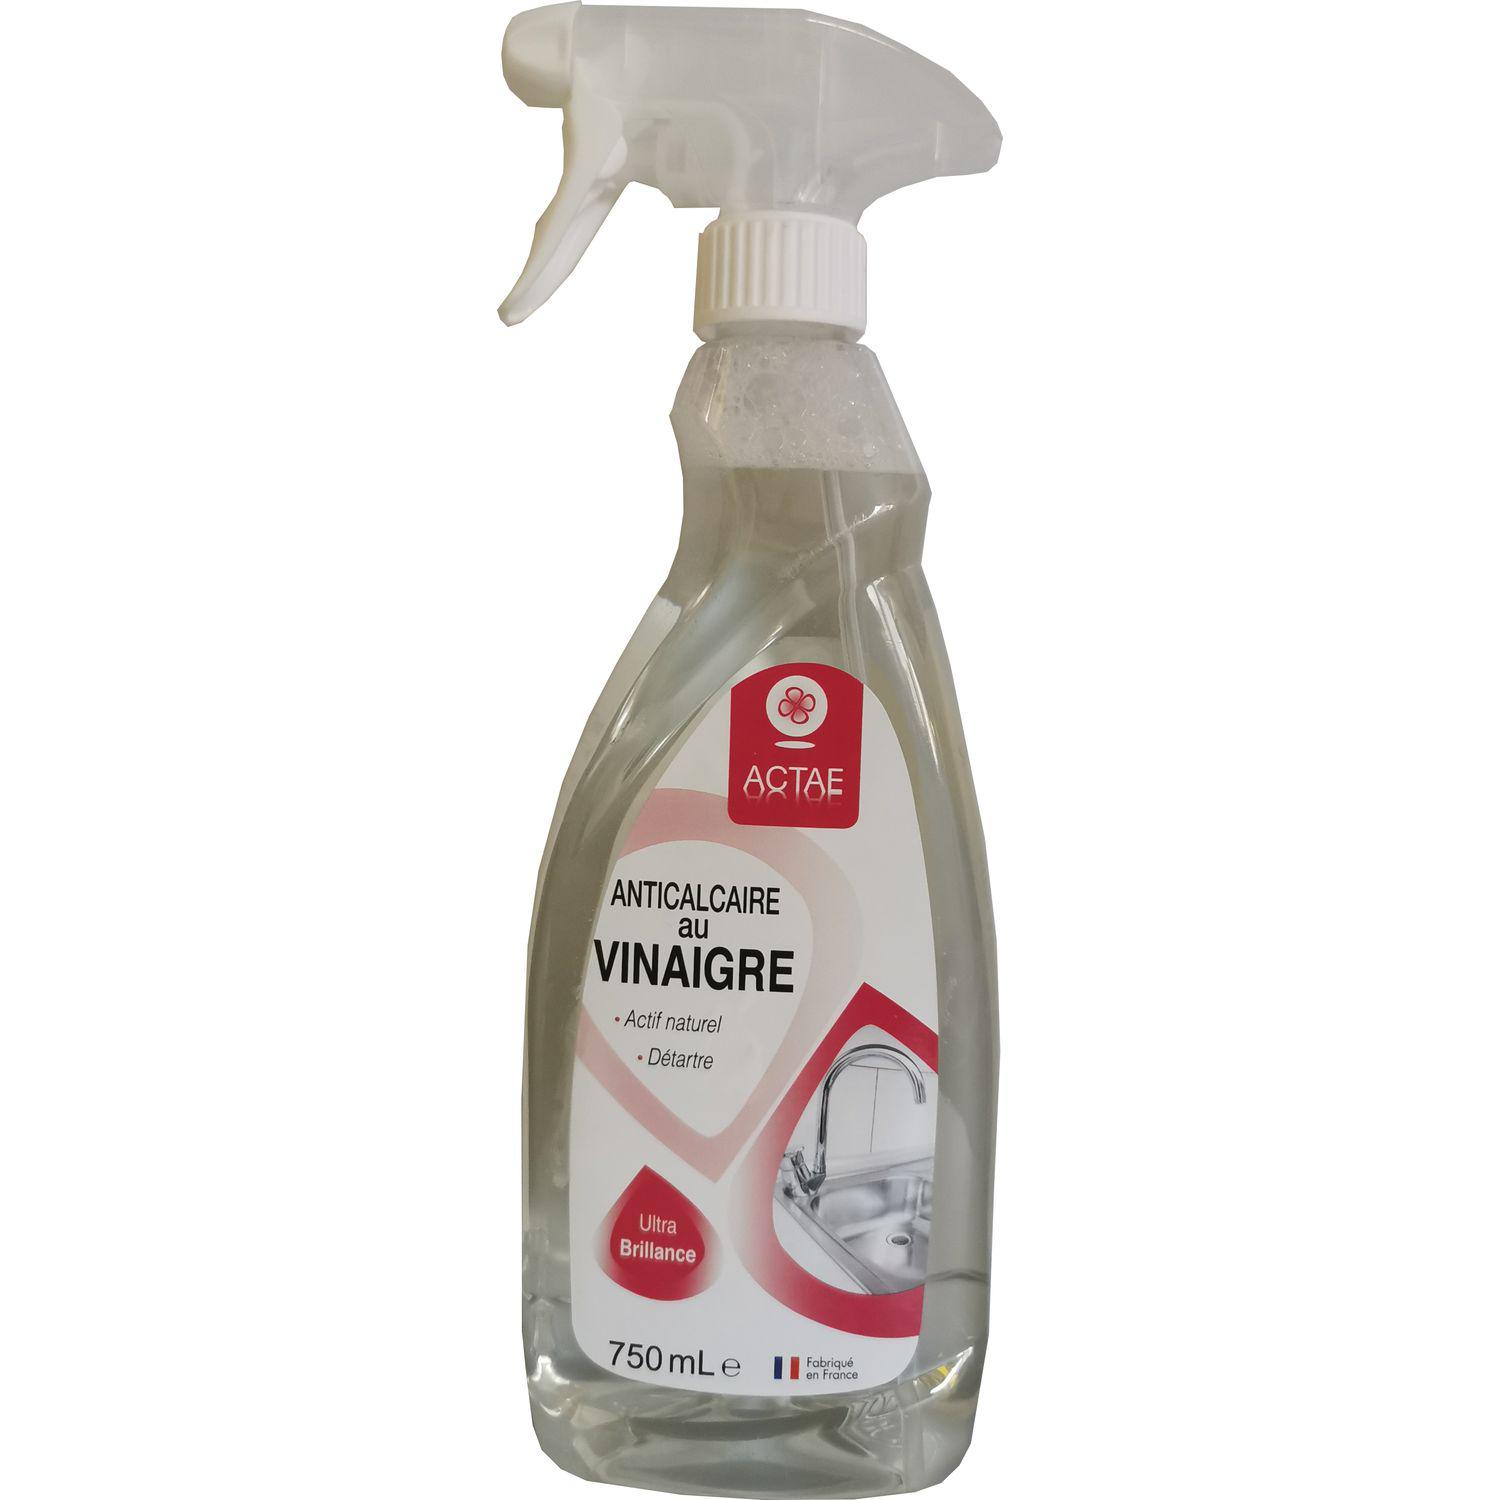 ACTAE
ANTICALCAIRE
au
VINAIGRE
• Actif naturel
• Détartre
Ultra
Brillance
750 mL ℮
Fabriqué
en France